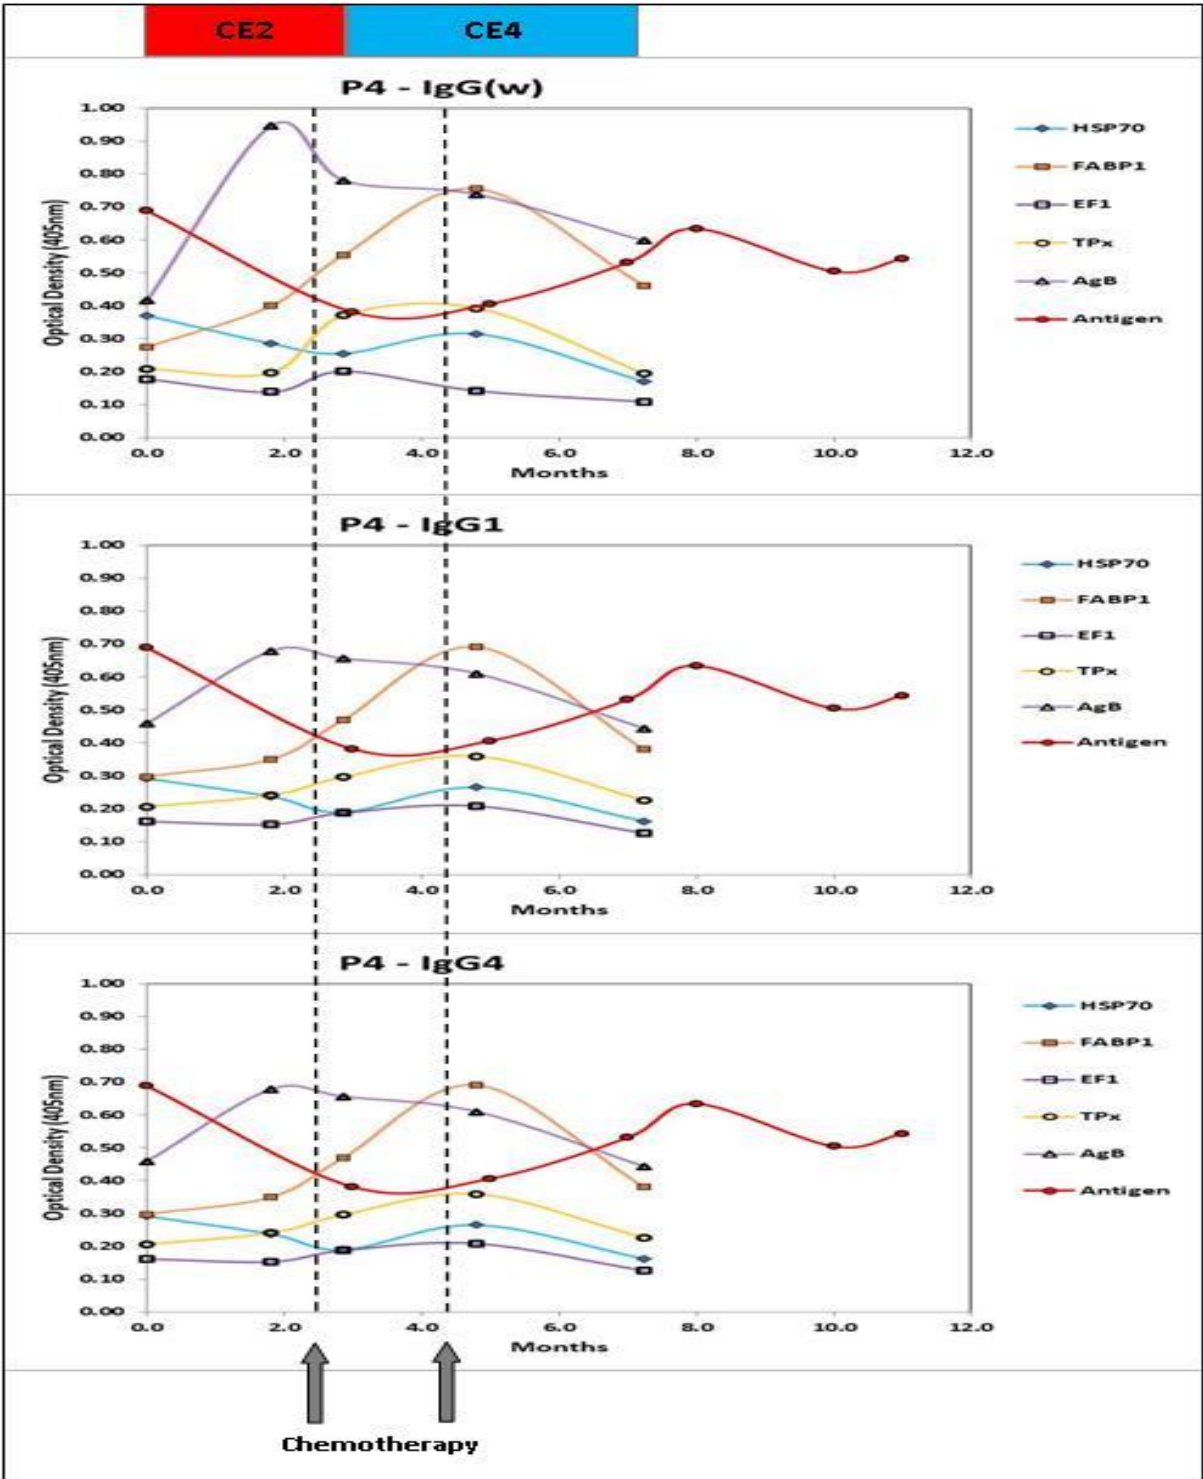 CE2 CE4
P4 - IgG(w)
Optical Density (405nm)
1.00
0.90
0.80
0.70
0.60
0.50
0.40
0.30
0.20
0.10
0.00
0.0 2.0 4.0 6.0 8.0 10.0 12.0
Months
HSP70
FABP1
EF1
TPx
AgB
Antigen
P4 - IgG1
Optical Density (405nm)
1.00
0.90
0.80
0.70
0.60
0.50
0.40
0.30
0.20
0.10
0.00
0.0 2.0 4.0 6.0 8.0 10.0 12.0
Months
HSP70
FABP1
EF1
TPx
AgB
Antigen
P4 - IgG4
Optical Density (405nm)
1.00
0.90
0.80
0.70
0.60
0.50
0.40
0.30
0.20
0.10
0.00
0.0 2.0 4.0 6.0 8.0 10.0 12.0
Months
HSP70
FABP1
EF1
TPx
AgB
Antigen
Chemotherapy